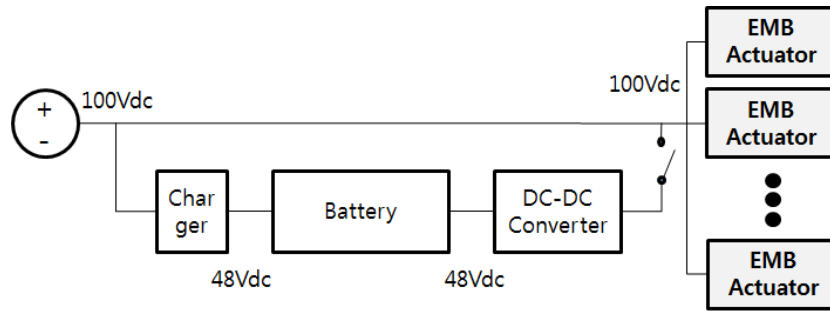 EMB
Actuator
100Vdc
100Vdc
+
-
EMB
Actuator
Char
ger
Battery
DC-DC
Converter
48Vdc
48Vdc
EMB
Actuator